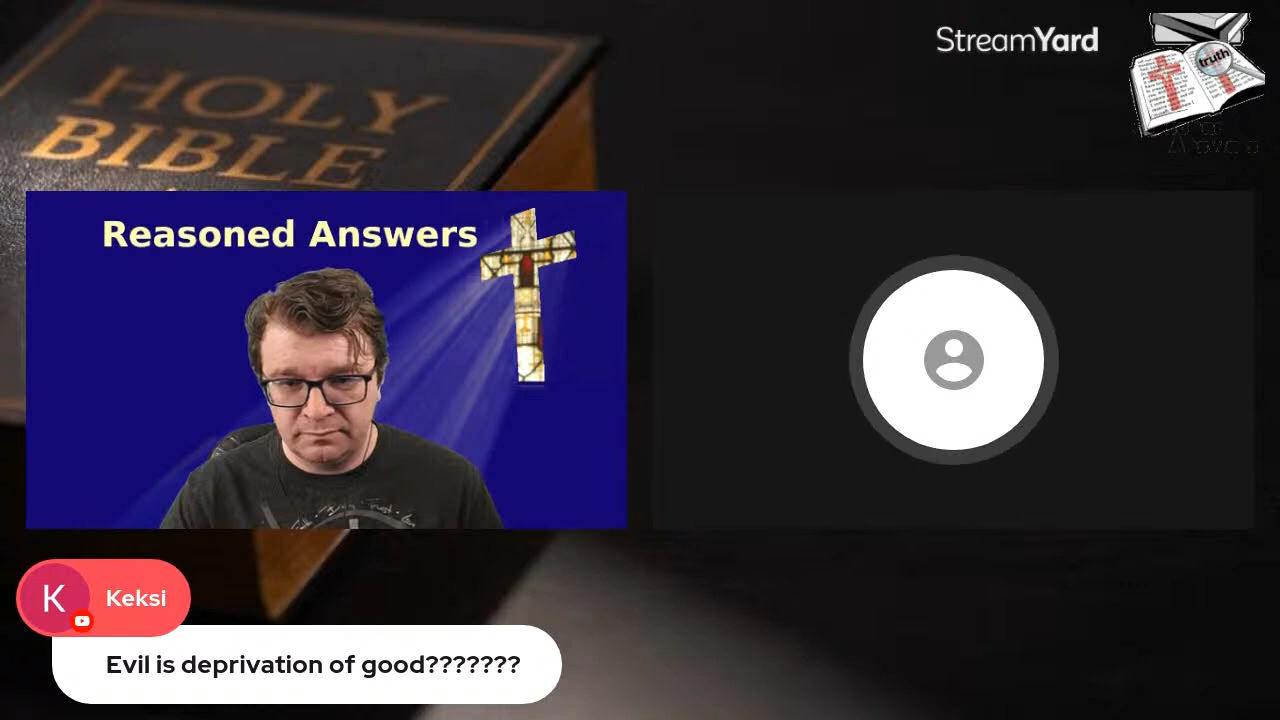 StreamYard
truth
HOLY
BIBLE
Reasoned Answers
K
Keksi
Evil is deprivation of good???????